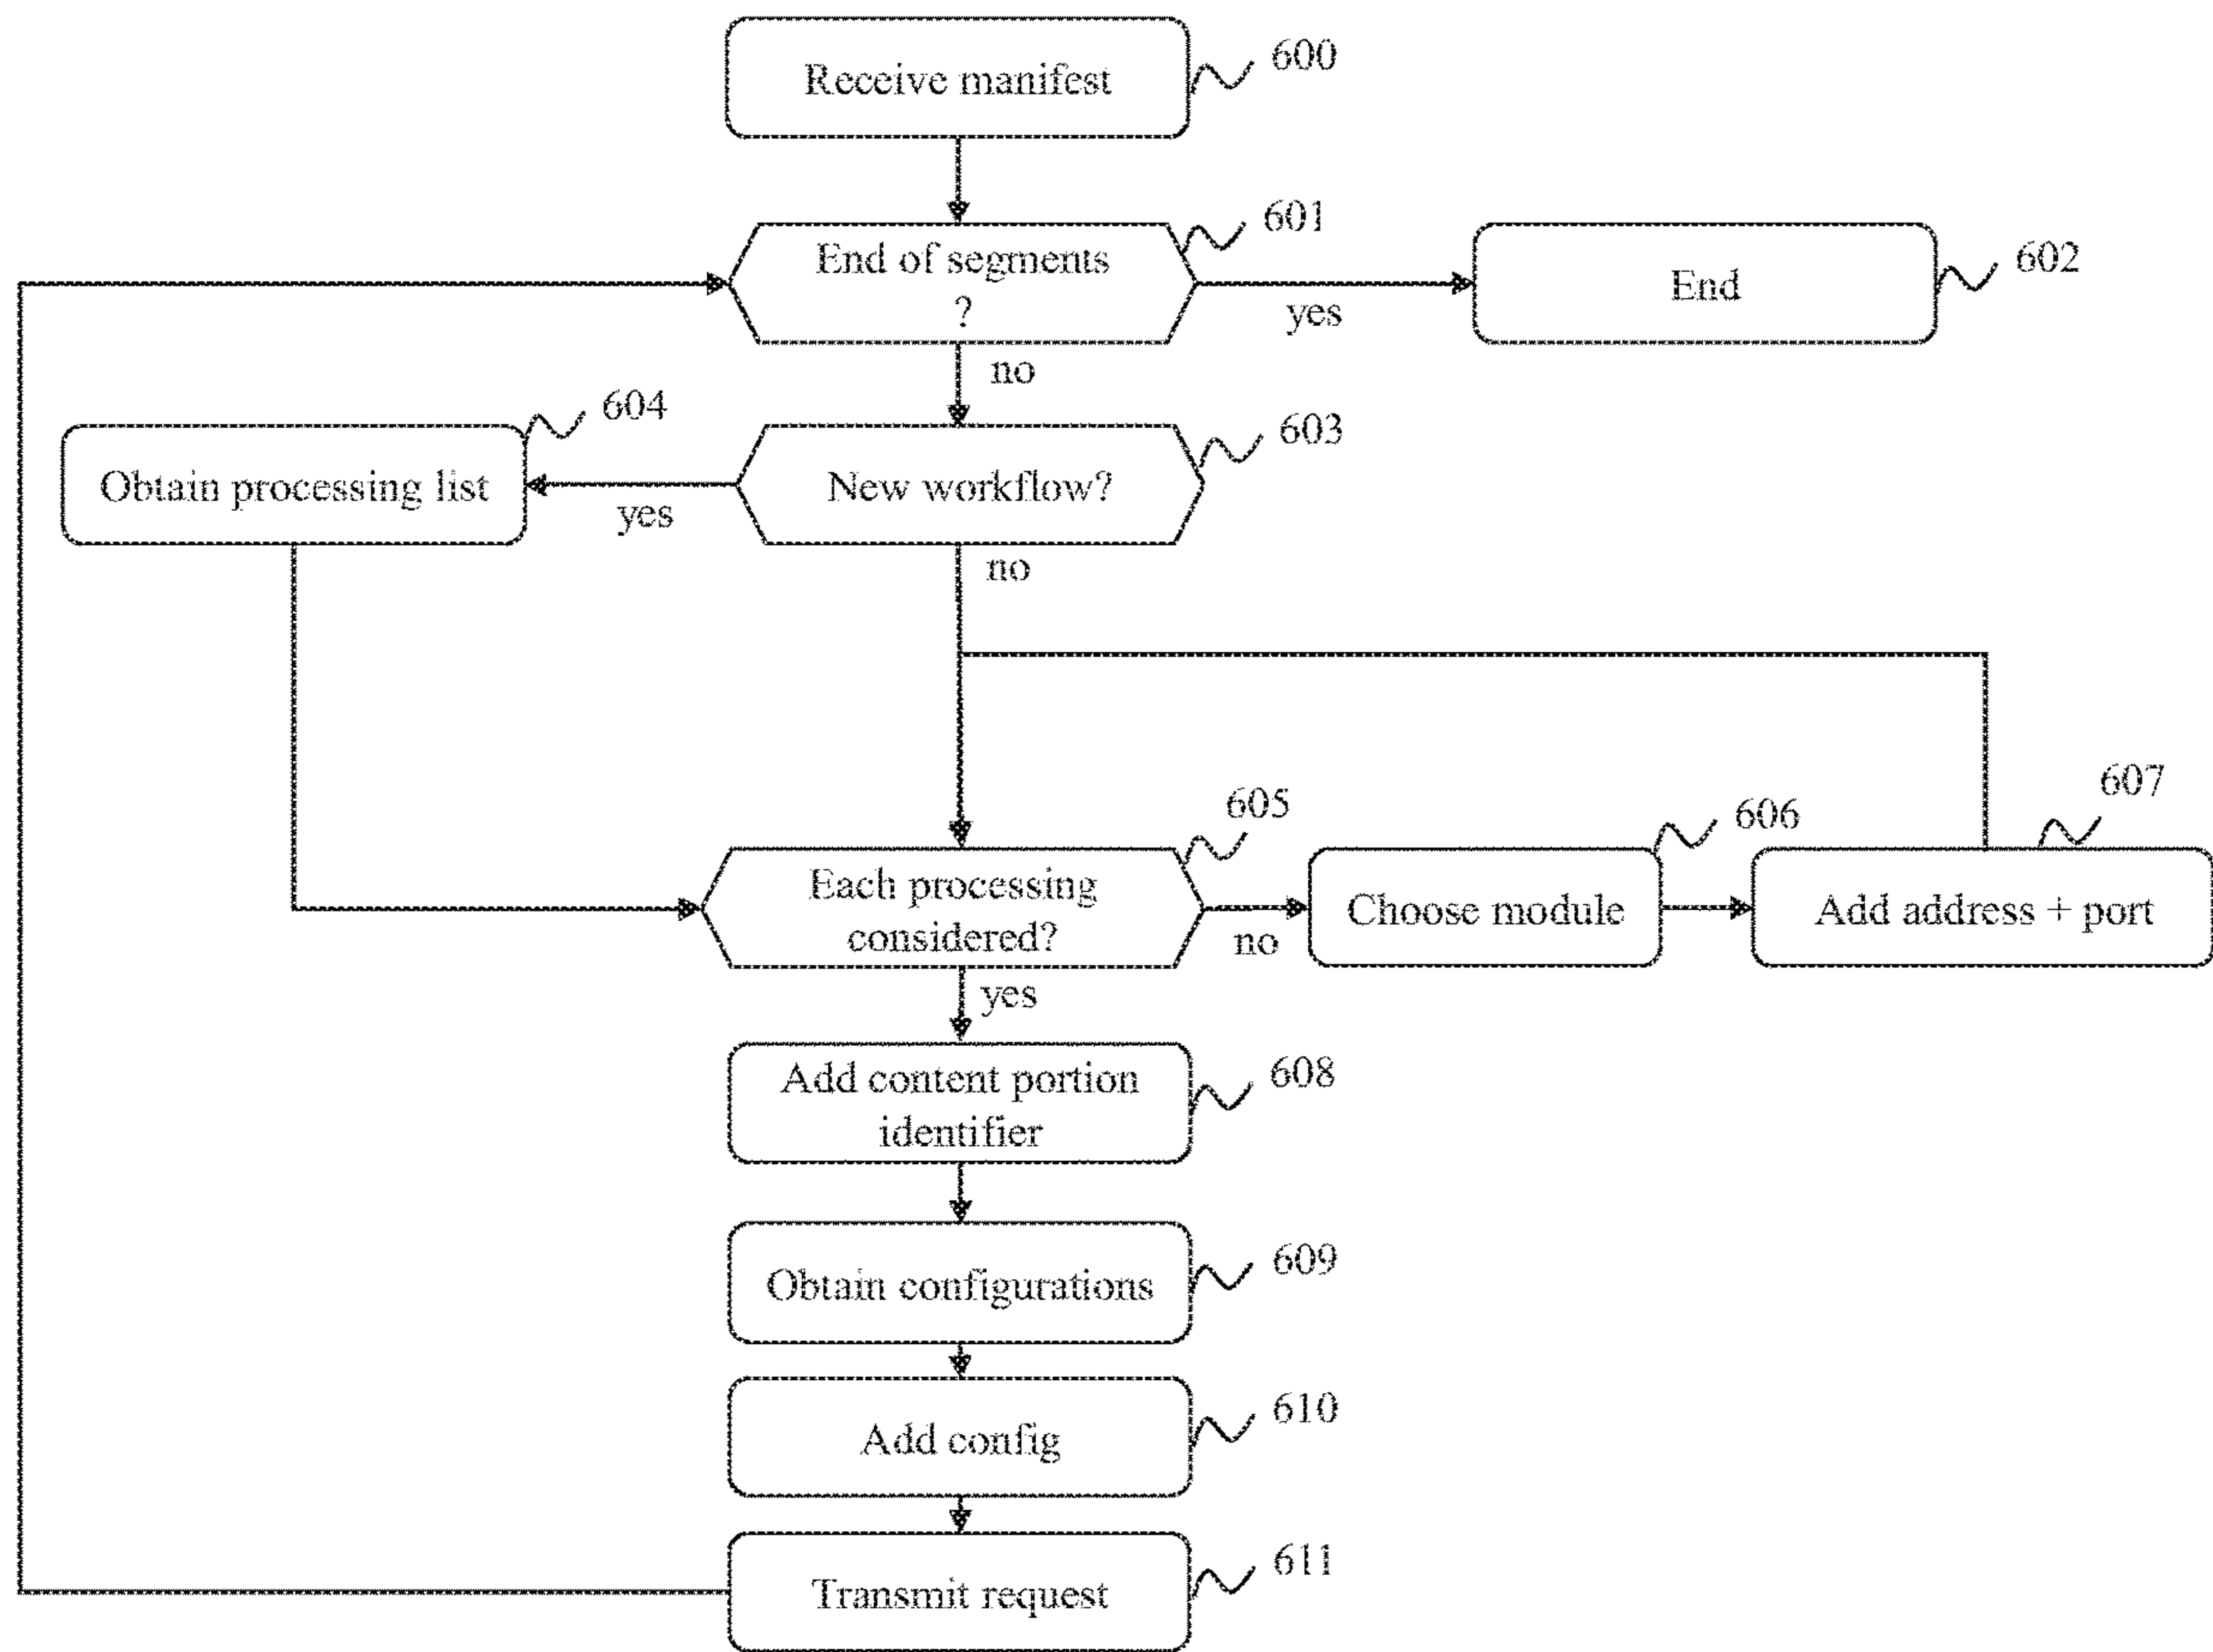 Receive manifest
600
End of segments
?
601
yes
End
602
no
604
Obtain processing list
yes
New workflow?
603
no
605
Each processing
considered?
no
606
Choose module
607
Add address + port
yes
Add content portion
identifier
608
Obtain configurations
609
Add config
610
Transmit request
611